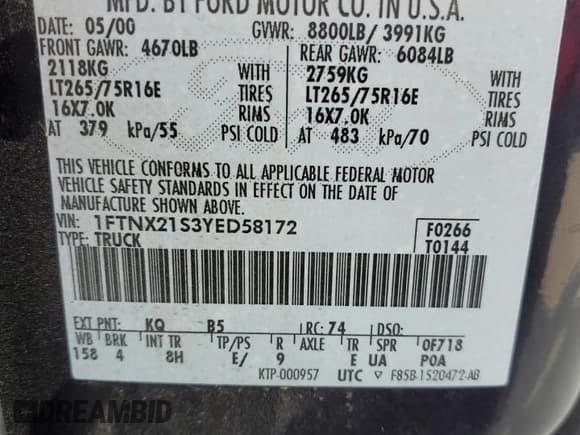 MFD. BY FORD MOTOR CO. IN U.S.A.
DATE: 05/00 GVWR: 8800LB/ 3991KG
FRONT GAWR: 4670LB REAR GAWR: 6084LB
2118KG WITH 2759KG WITH
LT265/75R16E TIRES LT265/75R16E TIRES
16X7.0K RIMS 16X7.0K RIMS
AT 379 kPa/55 PSI COLD AT 483 kPa/70 PSI COLD
THIS VEHICLE CONFORMS TO ALL APPLICABLE FEDERAL MOTOR
VEHICLE SAFETY STANDARDS IN EFFECT ON THE DATE OF
MANUFACTURE SHOWN ABOVE.
VIN: 1FTNX21S3YED58172 F0266
TYPE: TRUCK T0144
EXT PNT: KQ B5 RC: 74 DSO:
WB BRK INT TR TP/PS R AXLE TR SPR 0F718
158 4 8H E/ 9 E UA POA
KTP-000957 UTC ▽ F85B-1520472-AB
DREAMBID